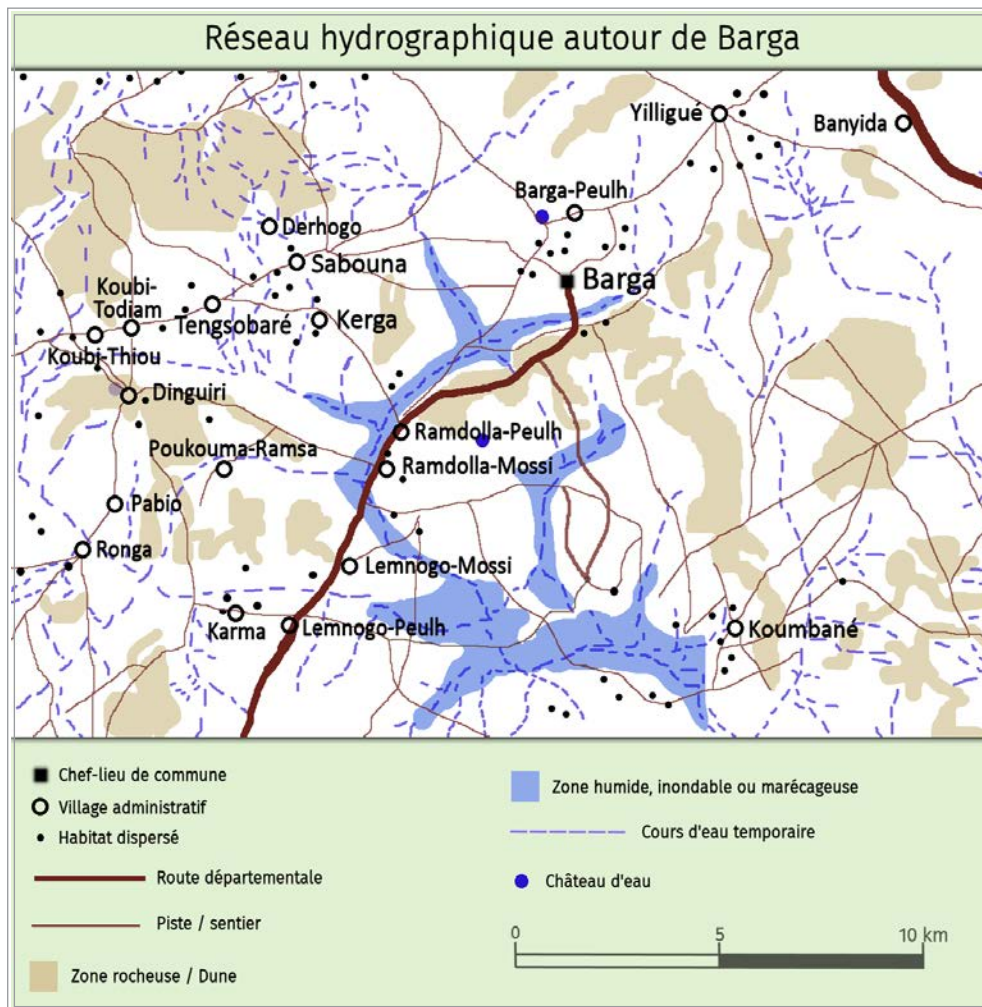 Réseau hydrographique autour de Barga
Yilligué
Banyida
Barga-Peulh
Derhogo
Sabouna
Barga
Koubi-
Todiam
Tengsobaré
Kerga
Koubi-Thiou
Dinguiri
Ramdolla-Peulh
Poukouma-Ramsa
Ramdolla-Mossi
Pabio
Ronga
Lemnogo-Mossi
Karma
Lemnogo-Peulh
Koumbané
Chef-lieu de commune
Village administratif
Habitat dispersé
Route départementale
Piste / sentier
Zone rocheuse / Dune
Zone humide, inondable ou marécageuse
Cours d'eau temporaire
Château d'eau
0 5 10 km